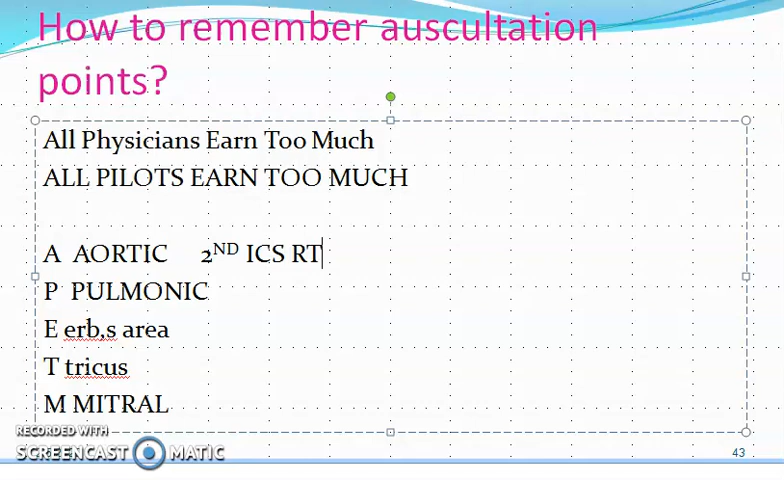 How to remember auscultation
points?
All Physicians Earn Too Much
ALL PILOTS EARN TOO MUCH
A AORTIC 2ND ICS RT
P PULMONIC
E erb,s area
T tricus
M MITRAL
RECORDED WITH
SCREENCAST MATIC
43